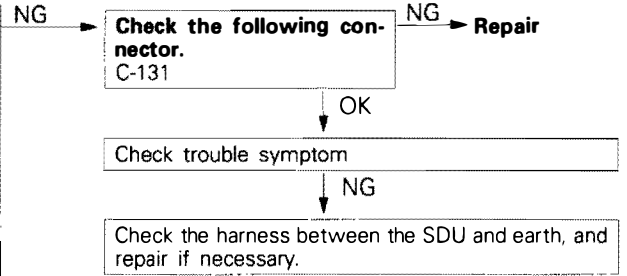 NG
Check the following con-
nector.
C-131
NG
Repair
OK
Check trouble symptom
NG
Check the harness between the SDU and earth, and
repair if necessary.